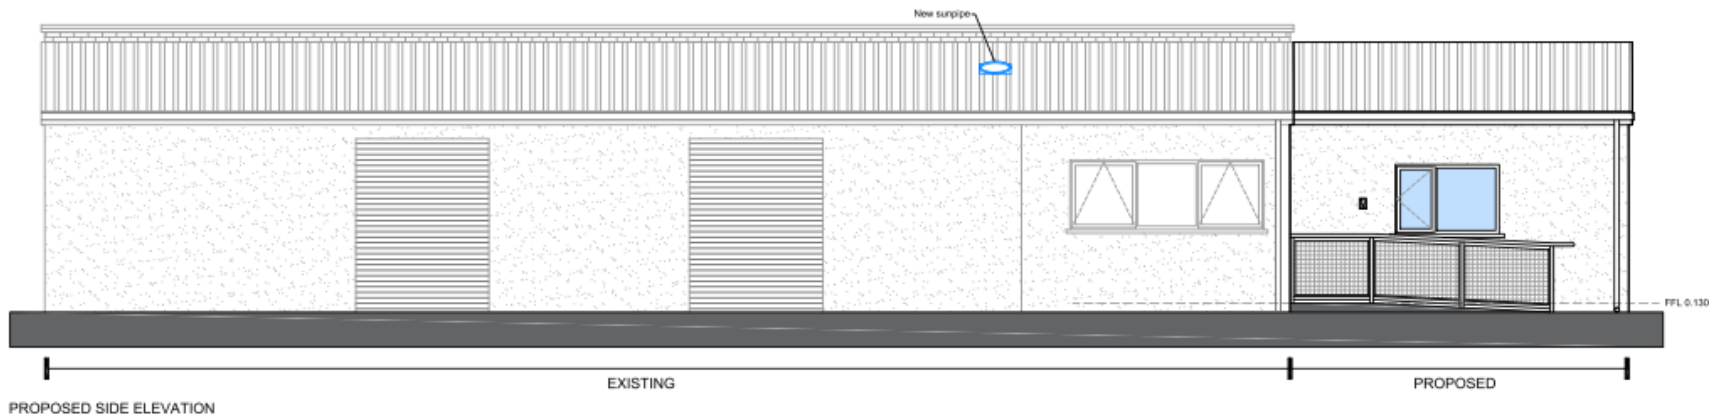 New sunpipe
FFL 0.130
EXISTING
PROPOSED
PROPOSED SIDE ELEVATION